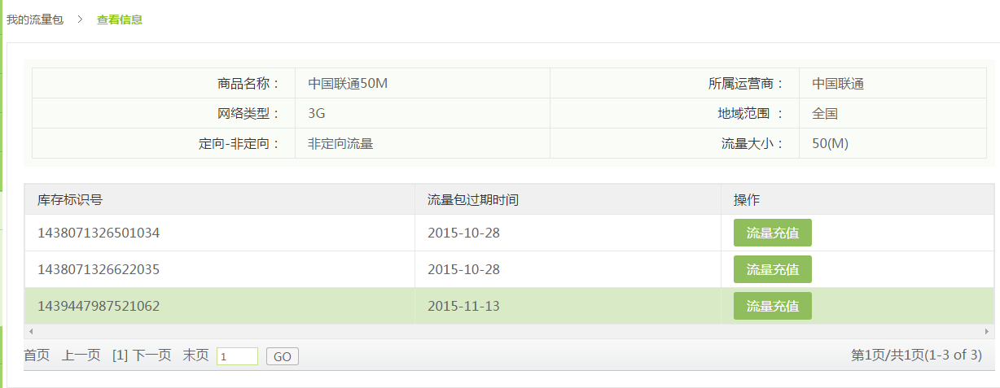 我的流量包 > 查看信息
商品名称： 中国联通50M 所属运营商： 中国联通
网络类型： 3G 地域范围 ： 全国
定向-非定向： 非定向流量 流量大小： 50(M)
库存标识号 流量包过期时间 操作
1438071326501034 2015-10-28 流量充值
1438071326622035 2015-10-28 流量充值
1439447987521062 2015-11-13 流量充值
首页 上一页 [1] 下一页 末页 1 GO 第1页/共1页(1-3 of 3)